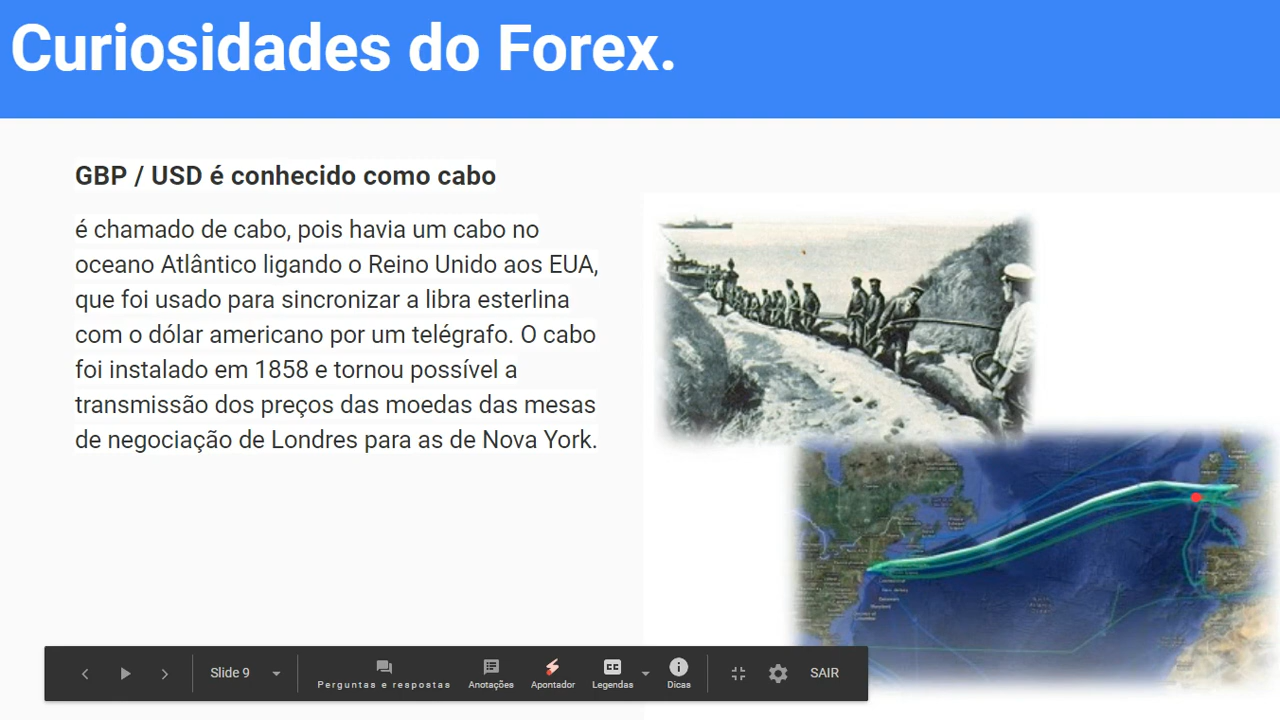 Curiosidades do Forex.
GBP / USD é conhecido como cabo
é chamado de cabo, pois havia um cabo no
oceano Atlântico ligando o Reino Unido aos EUA,
que foi usado para sincronizar a libra esterlina
com o dólar americano por um telégrafo. O cabo
foi instalado em 1858 e tornou possível a
transmissão dos preços das moedas das mesas
de negociação de Londres para as de Nova York.
Slide 9
Perguntas e respostas
Anotações
Apontador
CC
Legendas
Dicas
SAIR